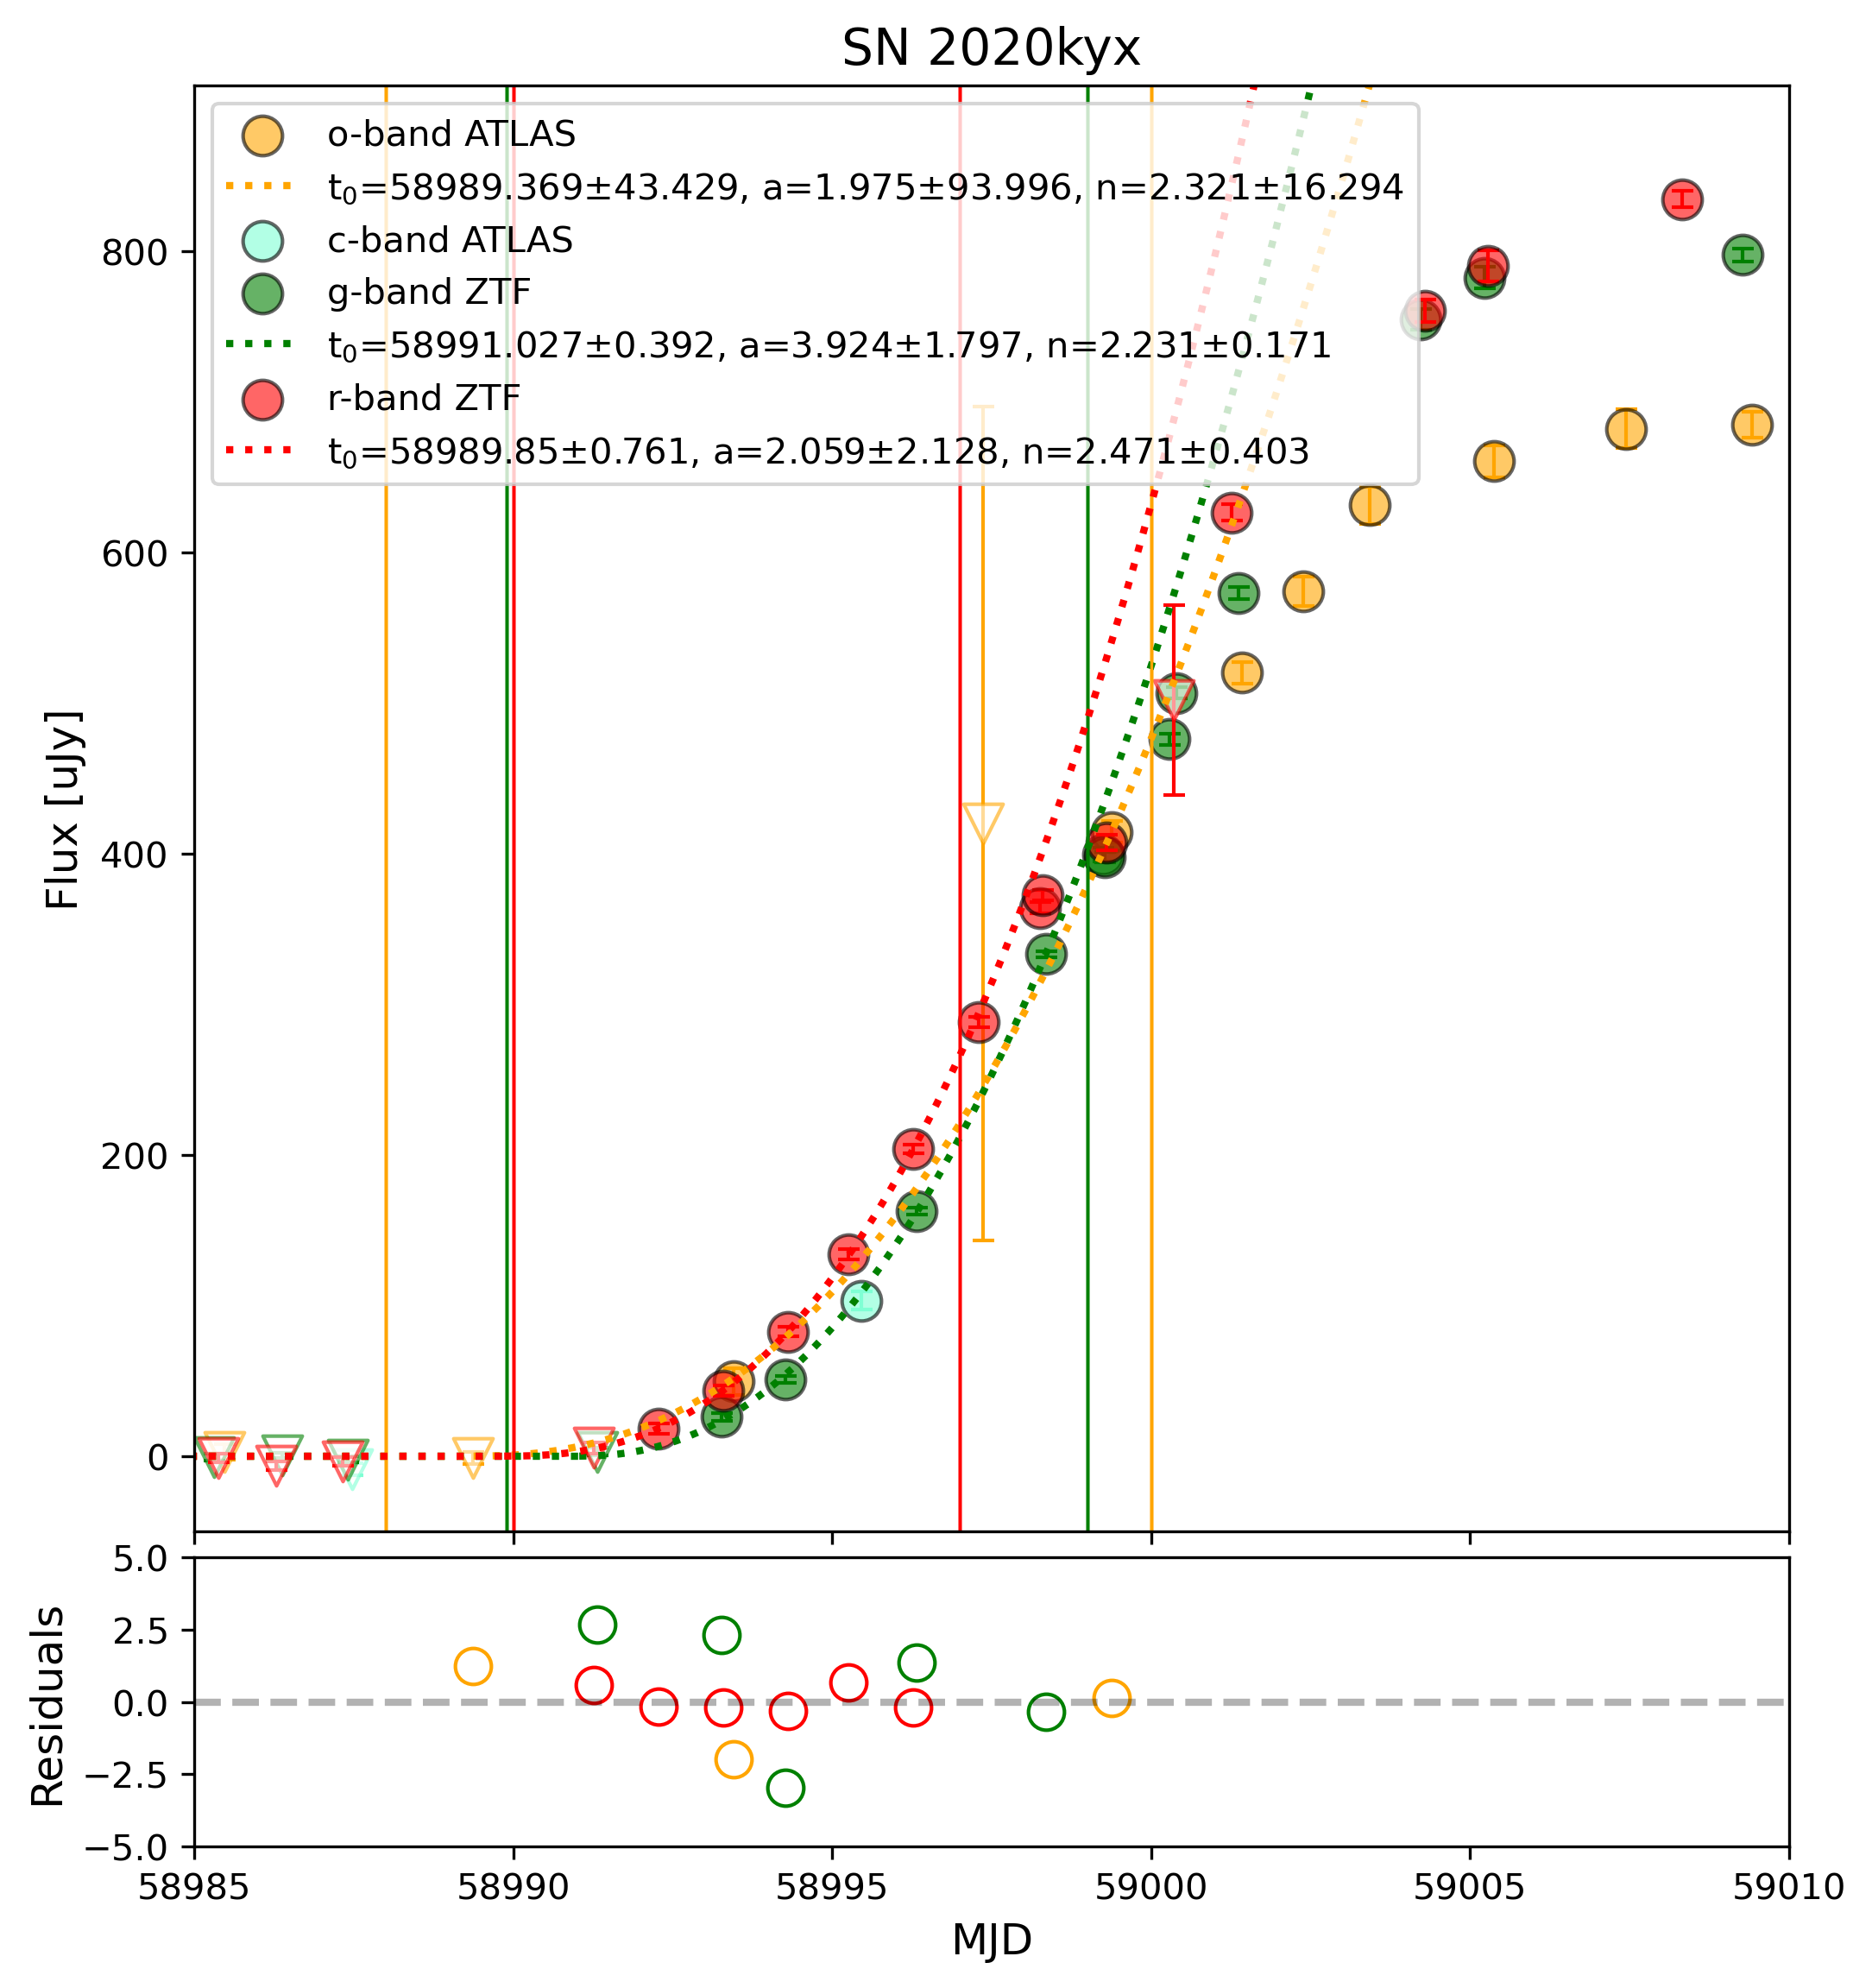 SN 2020kyx
o-band ATLAS
t₀=58989.369±43.429, a=1.975±93.996, n=2.321±16.294
c-band ATLAS
g-band ZTF
t₀=58991.027±0.392, a=3.924±1.797, n=2.231±0.171
r-band ZTF
t₀=58989.85±0.761, a=2.059±2.128, n=2.471±0.403
Flux [uJy]
800
600
400
200
0
Residuals
5.0
2.5
0.0
−2.5
−5.0
58985 58990 58995 59000 59005 59010
MJD